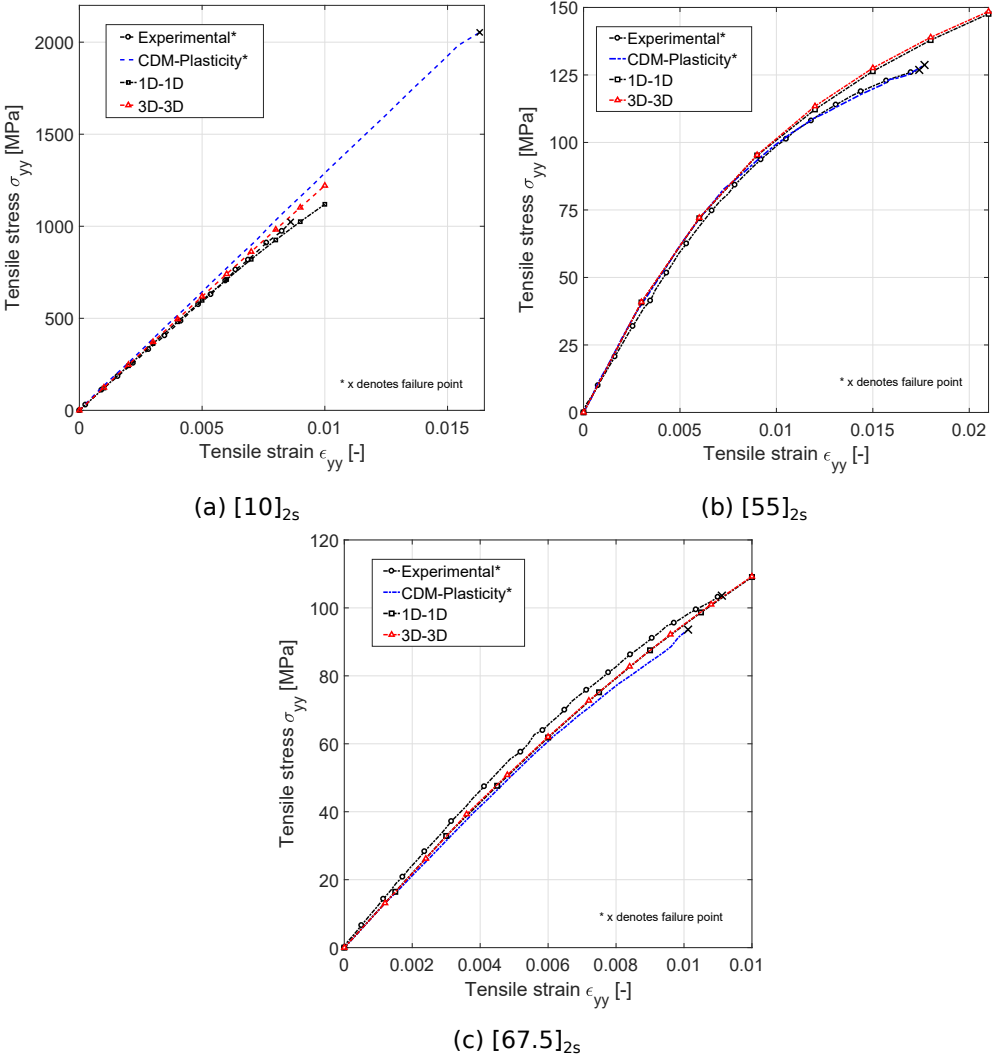 2000
1500
1000
500
0
Tensile stress σyy [MPa]
Experimental*
CDM-Plasticity*
1D-1D
3D-3D
* x denotes failure point
0 0.005 0.01 0.015
Tensile strain ϵyy [-]
(a) [10]2s
150
125
100
75
50
25
0
Tensile stress σyy [MPa]
Experimental*
CDM-Plasticity*
1D-1D
3D-3D
* x denotes failure point
0 0.005 0.01 0.015 0.02
Tensile strain ϵyy [-]
(b) [55]2s
120
100
80
60
40
20
0
Tensile stress σyy [MPa]
Experimental*
CDM-Plasticity*
1D-1D
3D-3D
* x denotes failure point
0 0.002 0.004 0.006 0.008 0.01 0.01
Tensile strain ϵyy [-]
(c) [67.5]2s